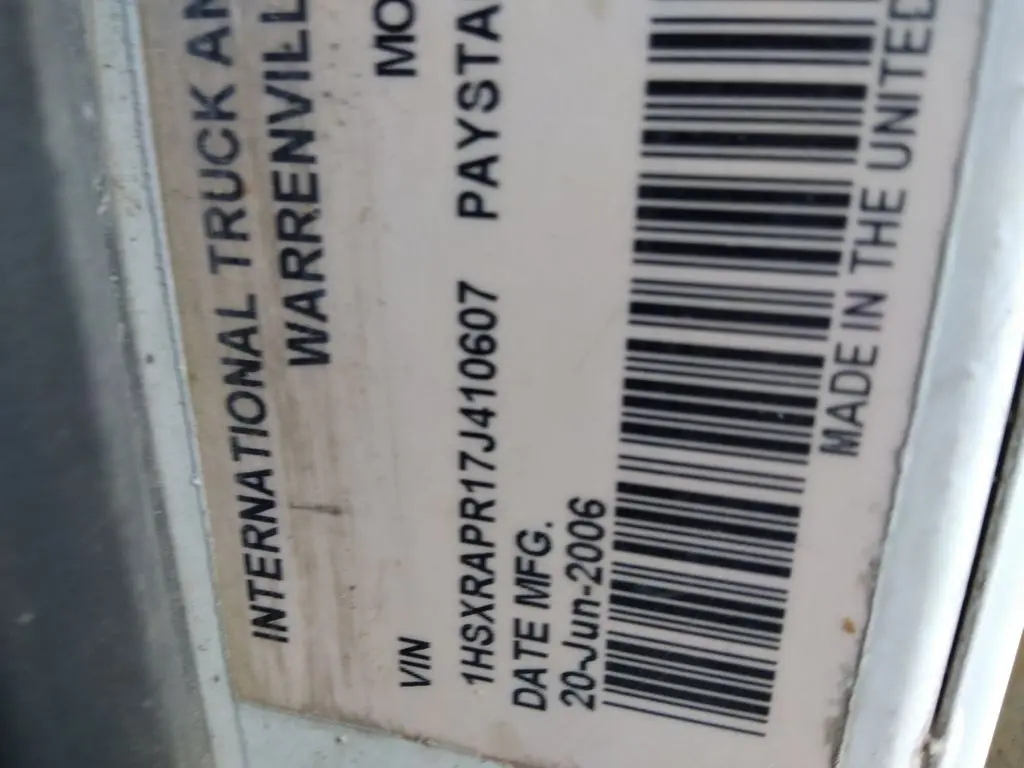 INTERNATIONAL TRUCK AN
WARRENVILL
MO
VIN
1HSXRAPR17J410607 PAYSTA
DATE MFG.
20-Jun-2006
MADE IN THE UNITED